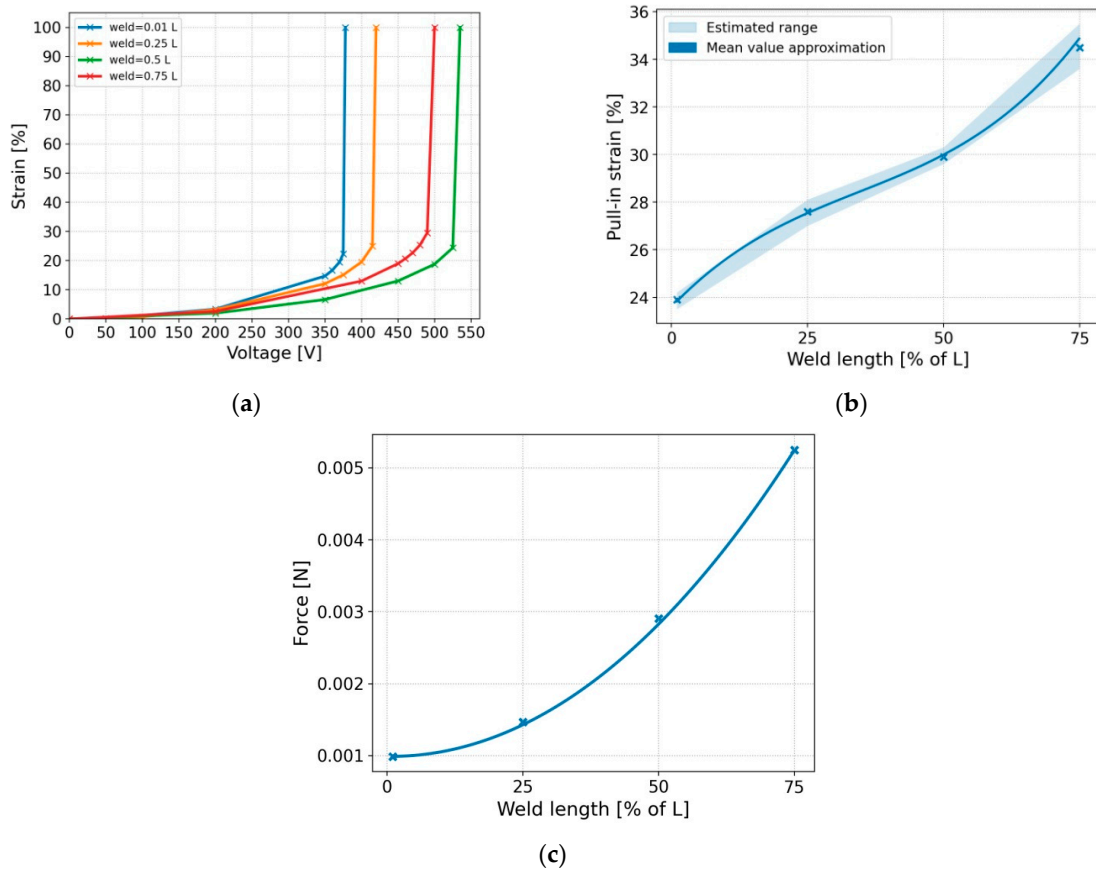 weld=0.01 L
weld=0.25 L
weld=0.5 L
weld=0.75 L
100
90
80
70
60
50
40
30
20
10
0
Strain [%]
0 50 100 150 200 250 300 350 400 450 500 550
Voltage [V]
(a)
Estimated range
Mean value approximation
36
34
32
30
28
26
24
Pull-in strain [%]
0 25 50 75
Weld length [% of L]
(b)
0.005
0.004
0.003
0.002
0.001
Force [N]
0 25 50 75
Weld length [% of L]
(c)